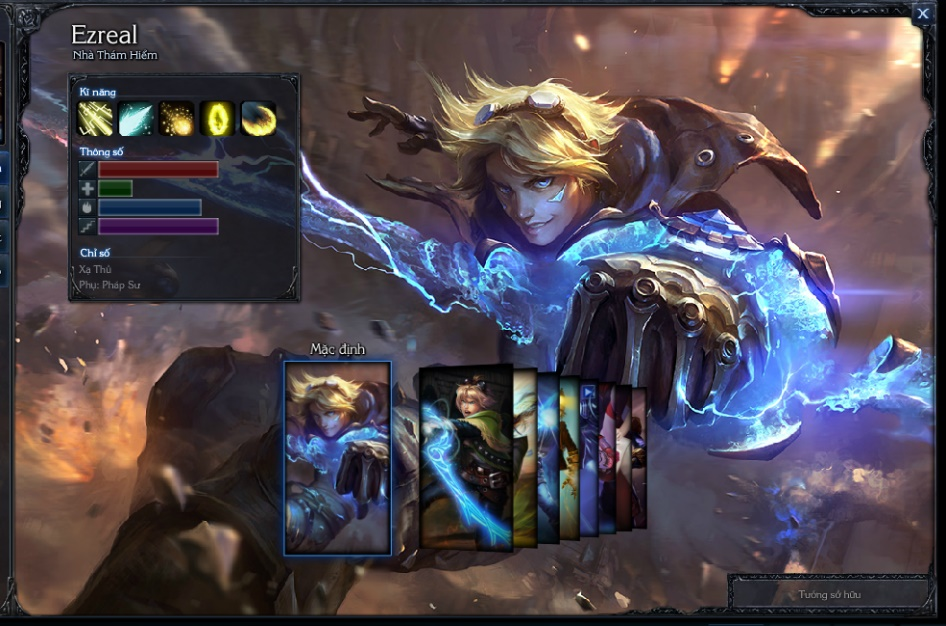 Ezreal
Nhà Thám Hiểm
Kĩ năng
Thông số
Chỉ số
Xạ Thủ
Phụ: Pháp Sư
Mặc định
Tướng sở hữu